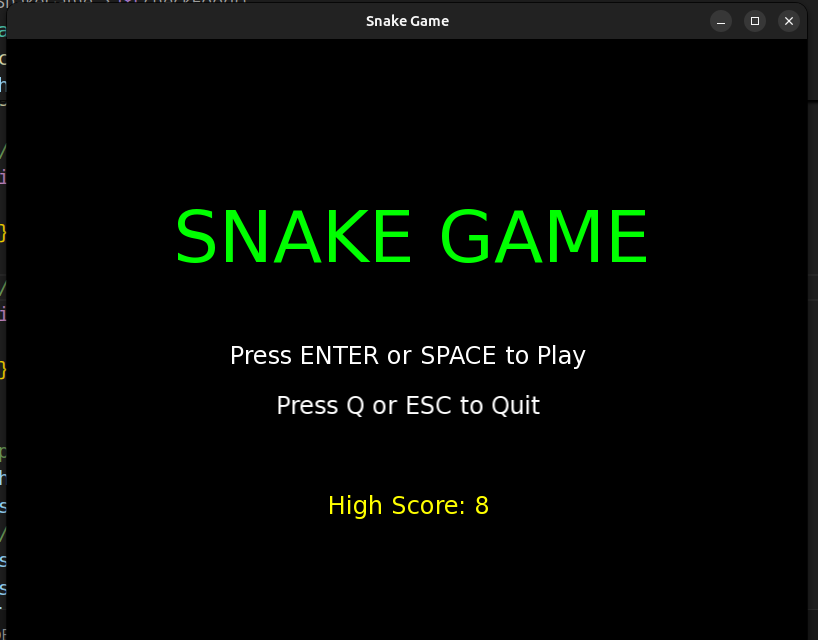 Snake Game
SNAKE GAME
Press ENTER or SPACE to Play
Press Q or ESC to Quit
High Score: 8